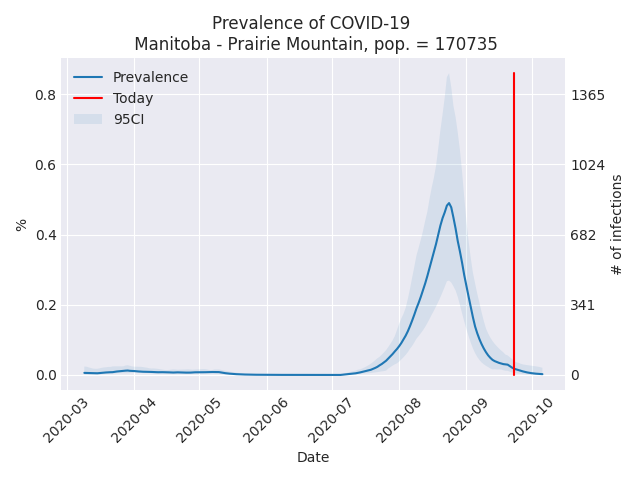 Prevalence of COVID-19
Manitoba - Prairie Mountain, pop. = 170735
Prevalence
Today
95CI
0.8
0.6
0.4
0.2
0.0
%
1365
1024
682
341
0
# of infections
2020-03
2020-04
2020-05
2020-06
2020-07
2020-08
2020-09
2020-10
Date